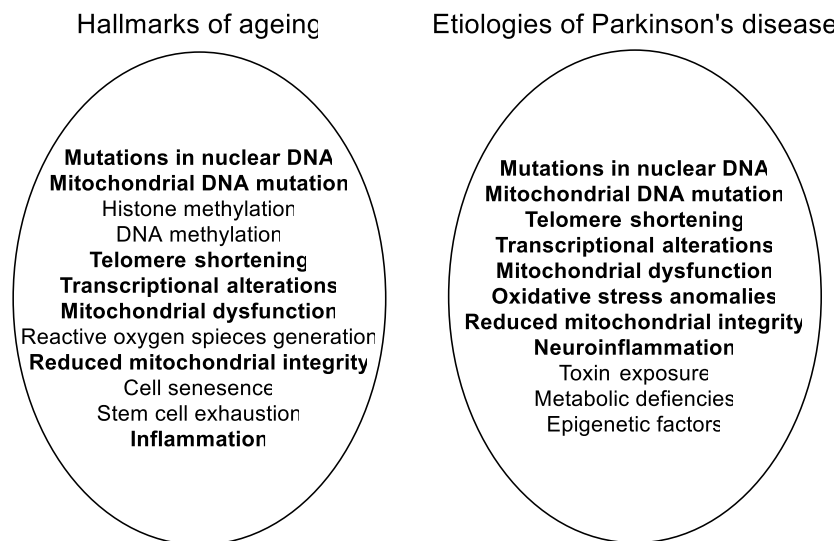 Hallmarks of ageing
Mutations in nuclear DNA
Mitochondrial DNA mutation
Histone methylation
DNA methylation
Telomere shortening
Transcriptional alterations
Mitochondrial dysfunction
Reactive oxygen spieces generation
Reduced mitochondrial integrity
Cell senesence
Stem cell exhaustion
Inflammation
Etiologies of Parkinson's disease
Mutations in nuclear DNA
Mitochondrial DNA mutation
Telomere shortening
Transcriptional alterations
Mitochondrial dysfunction
Oxidative stress anomalies
Reduced mitochondrial integrity
Neuroinflammation
Toxin exposure
Metabolic defiencies
Epigenetic factors